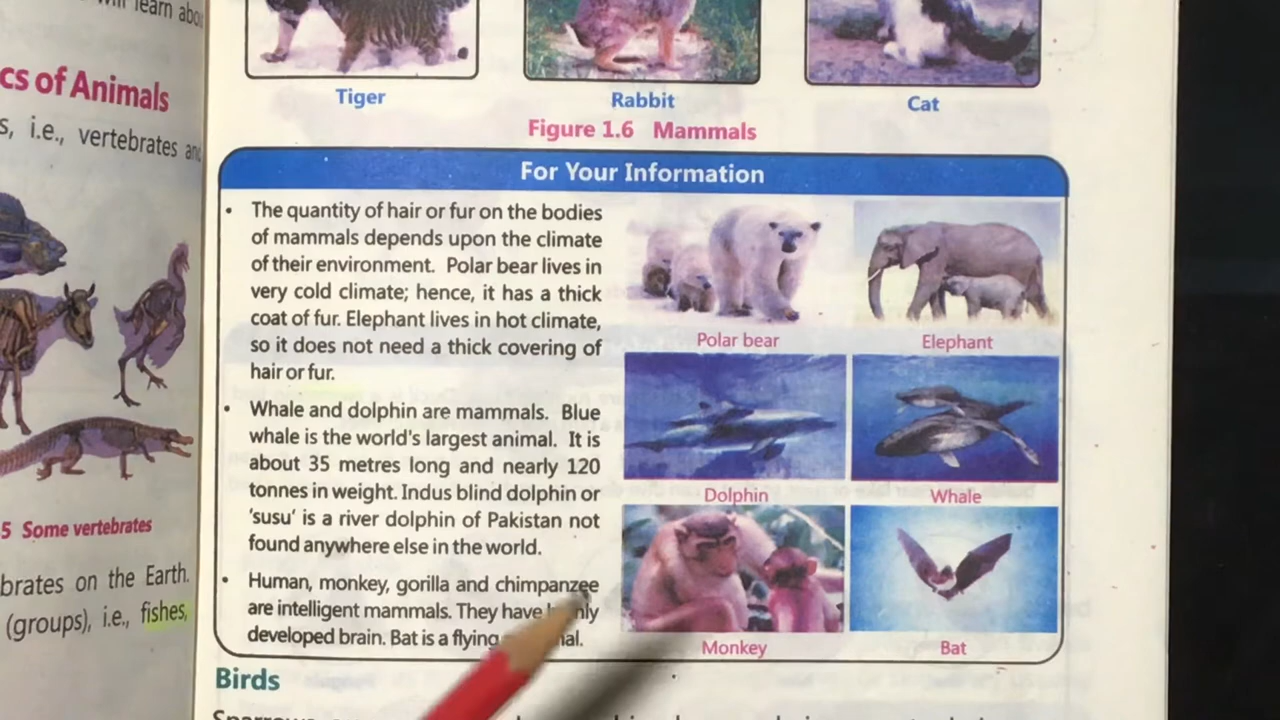 will learn abou
cs of Animals
s, i.e., vertebrates and
5 Some vertebrates
brates on the Earth.
(groups), i.e., fishes,
Tiger
Rabbit
Cat
Figure 1.6 Mammals
For Your Information
• The quantity of hair or fur on the bodies
of mammals depends upon the climate
of their environment. Polar bear lives in
very cold climate; hence, it has a thick
coat of fur. Elephant lives in hot climate,
so it does not need a thick covering of
hair or fur.
• Whale and dolphin are mammals. Blue
whale is the world's largest animal. It is
about 35 metres long and nearly 120
tonnes in weight. Indus blind dolphin or
'susu' is a river dolphin of Pakistan not
found anywhere else in the world.
• Human, monkey, gorilla and chimpanzee
are intelligent mammals. They have
developed brain. Bat is a flying
Polar bear
Elephant
Dolphin
Whale
Monkey
Bat
Birds